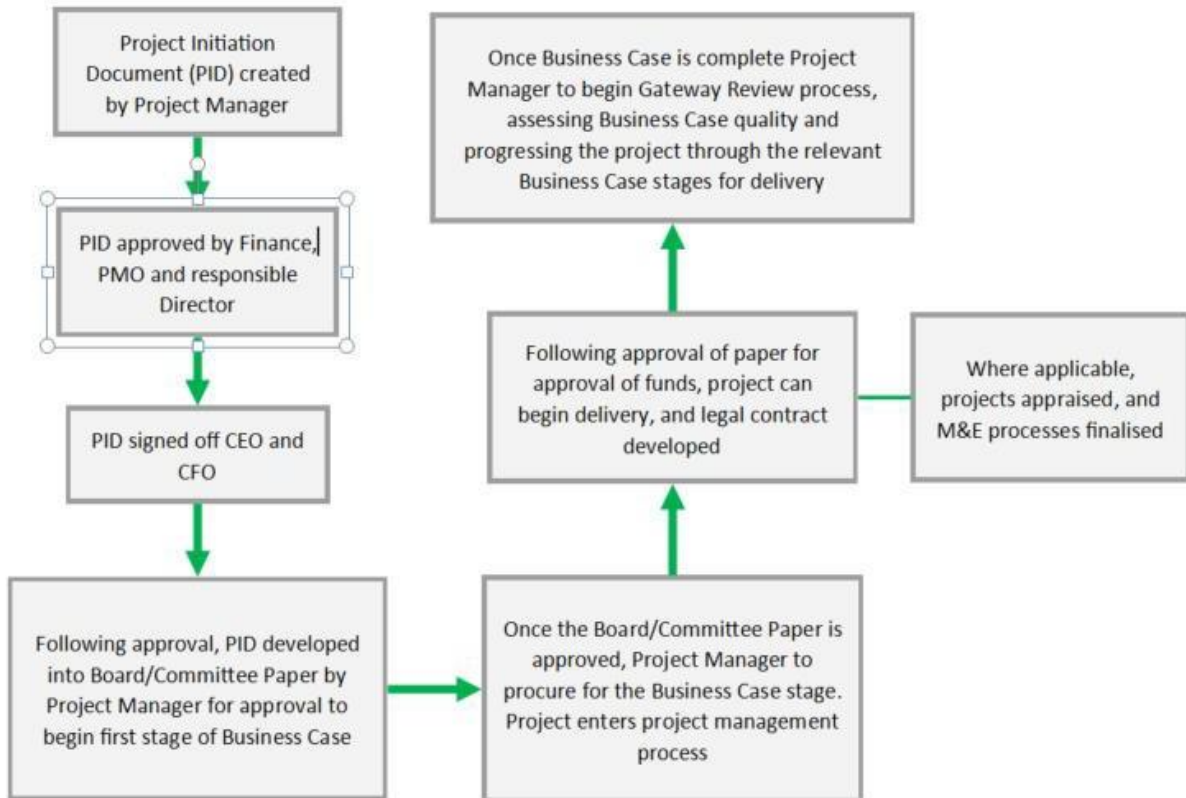 Project Initiation
Document (PID) created
by Project Manager
PID approved by Finance,
PMO and responsible
Director
PID signed off CEO and
CFO
Following approval, PID developed
into Board/Committee Paper by
Project Manager for approval to
begin first stage of Business Case
Once the Board/Committee Paper is
approved, Project Manager to
procure for the Business Case stage.
Project enters project management
process
Following approval of paper for
approval of funds, project can
begin delivery, and legal contract
developed
Where applicable,
projects appraised, and
M&E processes finalised
Once Business Case is complete Project
Manager to begin Gateway Review process,
assessing Business Case quality and
progressing the project through the relevant
Business Case stages for delivery